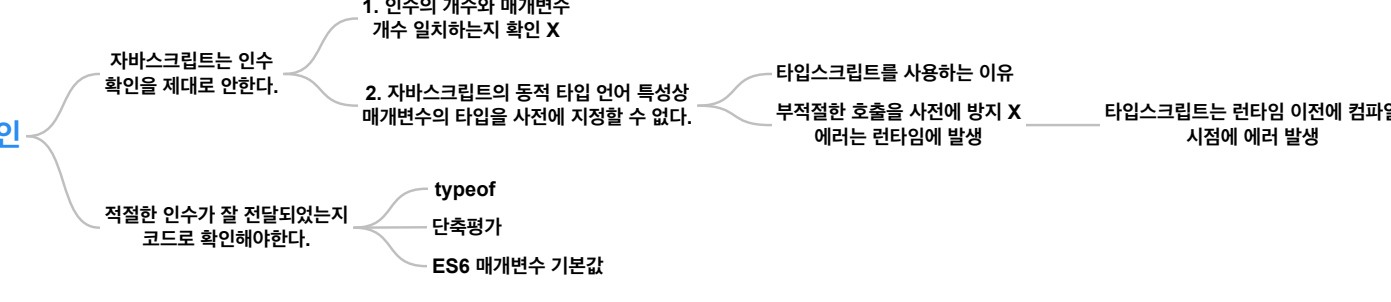 1. 인수의 개수와 매개변수
개수 일치하는지 확인 X
자바스크립트는 인수
확인을 제대로 안한다.
2. 자바스크립트의 동적 타입 언어 특성상
매개변수의 타입을 사전에 지정할 수 없다.
타입스크립트를 사용하는 이유
부적절한 호출을 사전에 방지 X
에러는 런타임에 발생
타입스크립트는 런타임 이전에 컴파일
시점에 에러 발생
인
적절한 인수가 잘 전달되었는지
코드로 확인해야한다.
typeof
단축평가
ES6 매개변수 기본값